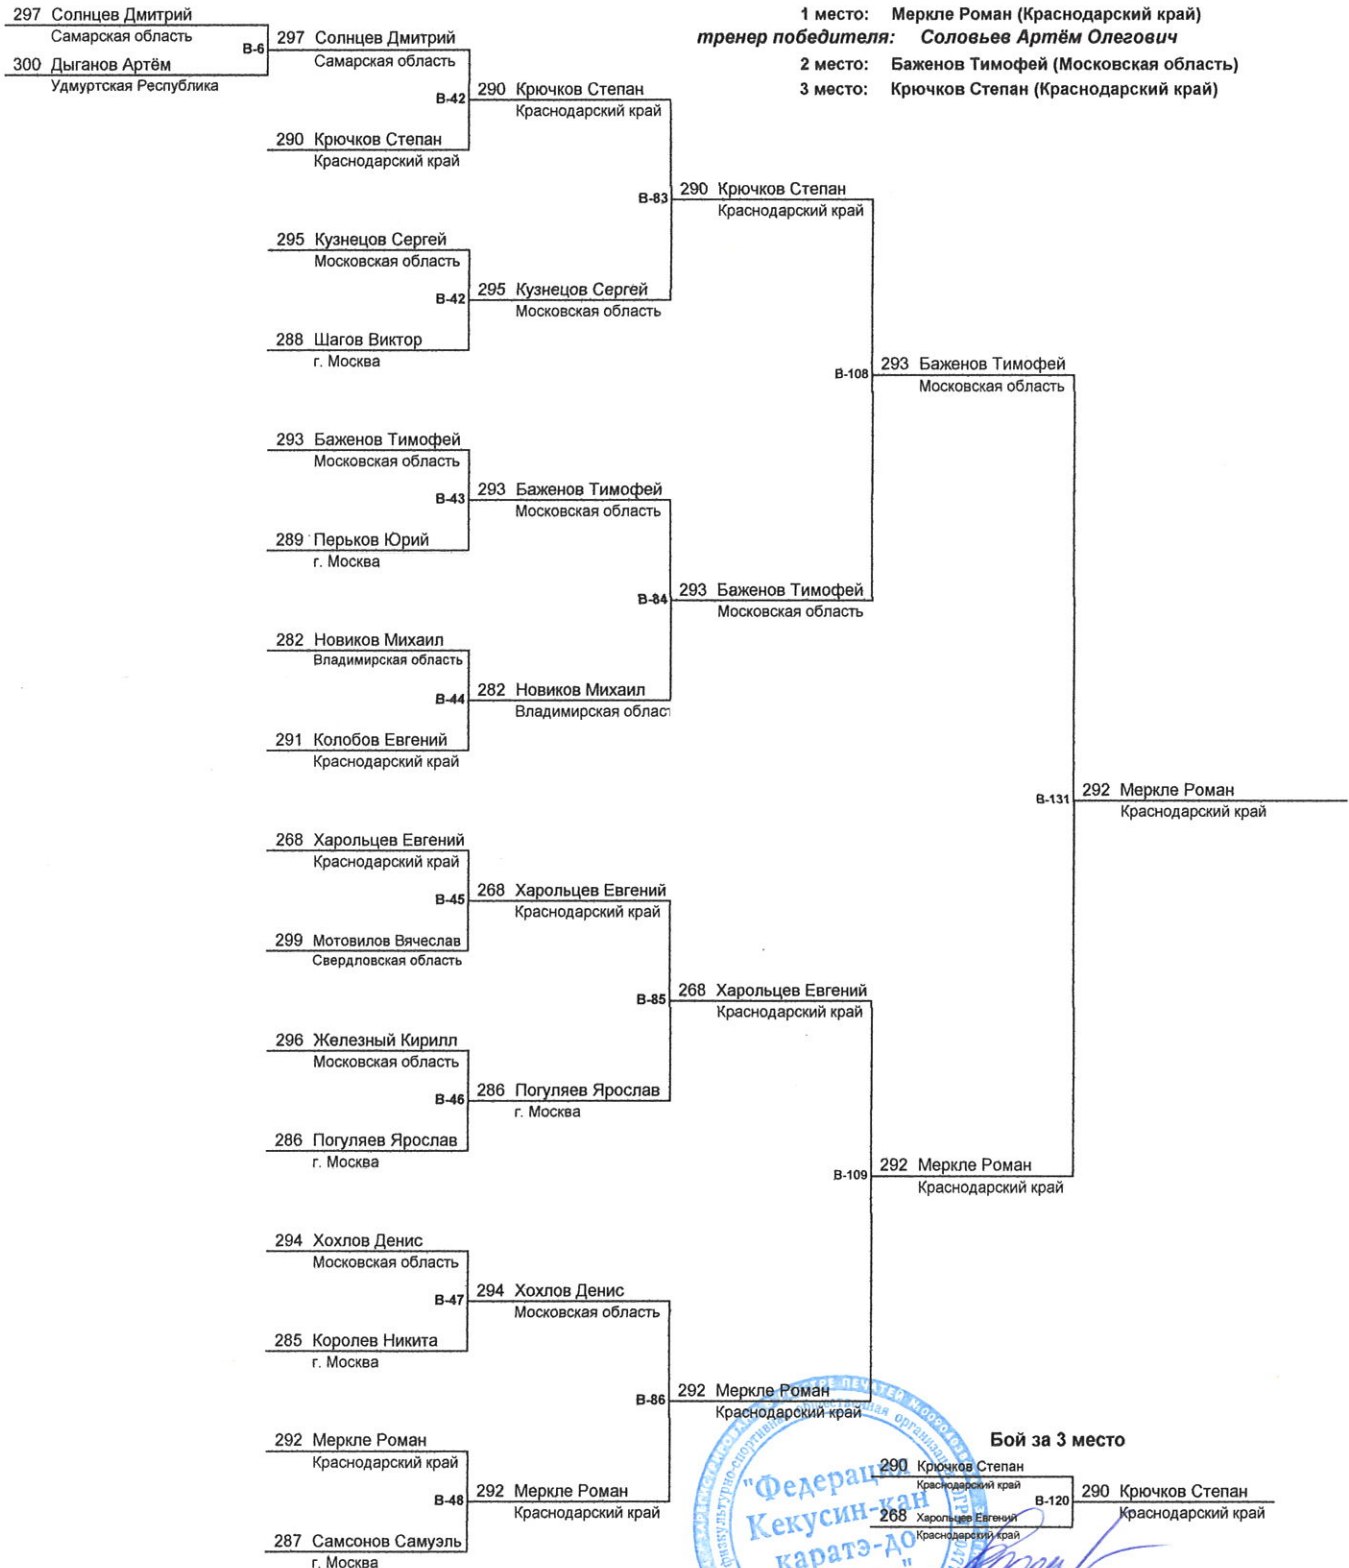 297 Солнцев Дмитрий
Самарская область
B-6
300 Дыганов Артём
Удмуртская Республика
1 место: Меркле Роман (Краснодарский край)
тренер победителя: Соловьев Артём Олегович
2 место: Баженов Тимофей (Московская область)
3 место: Крючков Степан (Краснодарский край)
297 Солнцев Дмитрий
Самарская область
B-42
290 Крючков Степан
Краснодарский край
290 Крючков Степан
Краснодарский край
B-83
290 Крючков Степан
Краснодарский край
295 Кузнецов Сергей
Московская область
B-42
295 Кузнецов Сергей
Московская область
288 Шагов Виктор
г. Москва
B-108
293 Баженов Тимофей
Московская область
293 Баженов Тимофей
Московская область
B-43
293 Баженов Тимофей
Московская область
289 Перьков Юрий
г. Москва
B-84
293 Баженов Тимофей
Московская область
282 Новиков Михаил
Владимирская область
B-44
282 Новиков Михаил
Владимирская облас
291 Колобов Евгений
Краснодарский край
B-131
292 Меркле Роман
Краснодарский край
268 Харольцев Евгений
Краснодарский край
B-45
268 Харольцев Евгений
Краснодарский край
299 Мотовилов Вячеслав
Свердловская область
B-85
268 Харольцев Евгений
Краснодарский край
296 Железный Кирилл
Московская область
B-46
286 Погуляев Ярослав
г. Москва
286 Погуляев Ярослав
г. Москва
B-109
292 Меркле Роман
Краснодарский край
294 Хохлов Денис
Московская область
B-47
294 Хохлов Денис
Московская область
285 Королев Никита
г. Москва
B-86
292 Меркле Роман
Краснодарский край
292 Меркле Роман
Краснодарский край
B-48
292 Меркле Роман
Краснодарский край
287 Самсонов Самуэль
г. Москва
Бой за 3 место
290 Крючков Степан
Краснодарский край
B-120
290 Крючков Степан
Краснодарский край
268 Харольцев Евгений
Краснодарский край
"Федерация
Кекусин-кан
каратэ-до